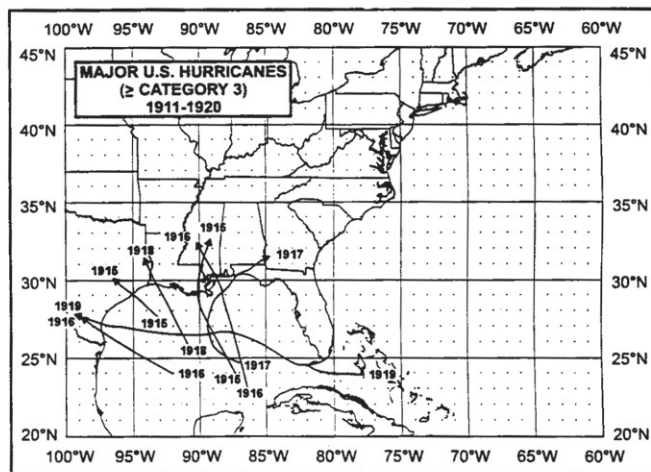 100°W 95°W 90°W 85°W 80°W 75°W 70°W 65°W 60°W
45°N 45°N
MAJOR U.S. HURRICANES
(≥ CATEGORY 3)
1911-1920
40°N 40°N
35°N 35°N
1916 1915
1918 1917
30°N 1915 30°N
1919
1916 1915
1918
25°N 1917 25°N
1916 1915 1919
1916
20°N 20°N
100°W 95°W 90°W 85°W 80°W 75°W 70°W 65°W 60°W